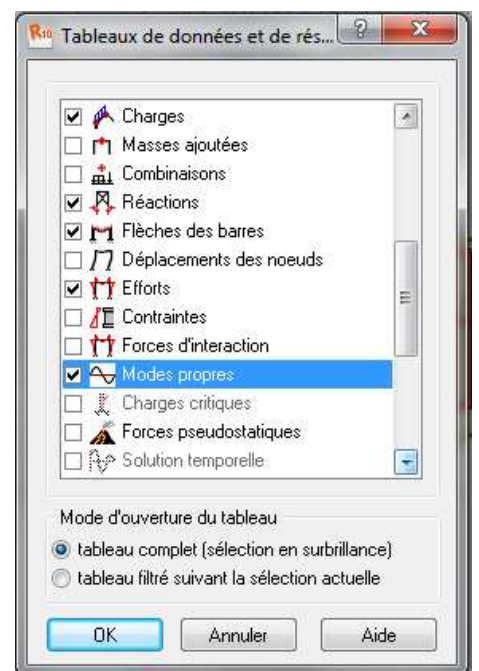 R10 Tableaux de données et de rés...
Charges
Masses ajoutées
Combinaisons
Réactions
Flèches des barres
Déplacements des noeuds
Efforts
Contraintes
Forces d'interaction
Modes propres
Charges critiques
Forces pseudostatiques
Solution temporelle
Mode d'ouverture du tableau
tableau complet (sélection en surbrillance)
tableau filtré suivant la sélection actuelle
OK Annuler Aide